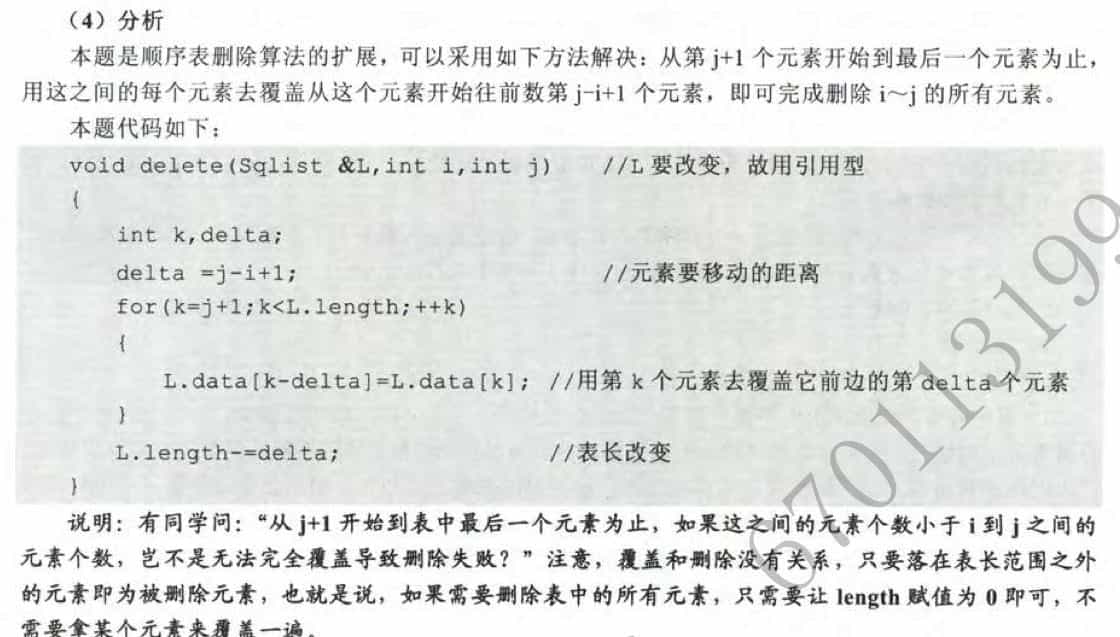 （4）分析
本题是顺序表删除算法的扩展，可以采用如下方法解决：从第 j+1 个元素开始到最后一个元素为止，
用这之间的每个元素去覆盖从这个元素开始往前数第 j-i+1 个元素，即可完成删除 i～j 的所有元素。
本题代码如下：
void delete(Sqlist &L,int i,int j) //L 要改变，故用引用型
{
int k,delta;
delta =j-i+1; //元素要移动的距离
for(k=j+1;k<L.length;++k)
{
L.data[k-delta]=L.data[k]; //用第 k 个元素去覆盖它前边的第 delta 个元素
}
L.length-=delta; //表长改变
}
说明：有同学问：“从 j+1 开始到表中最后一个元素为止，如果这之间的元素个数小于 i 到 j 之间的
元素个数，岂不是无法完全覆盖导致删除失败？”注意，覆盖和删除没有关系，只要落在表长范围之外
的元素即为被删除元素，也就是说，如果需要删除表中的所有元素，只需要让 length 赋值为 0 即可，不
需要拿某个元素来覆盖一遍。
670113199